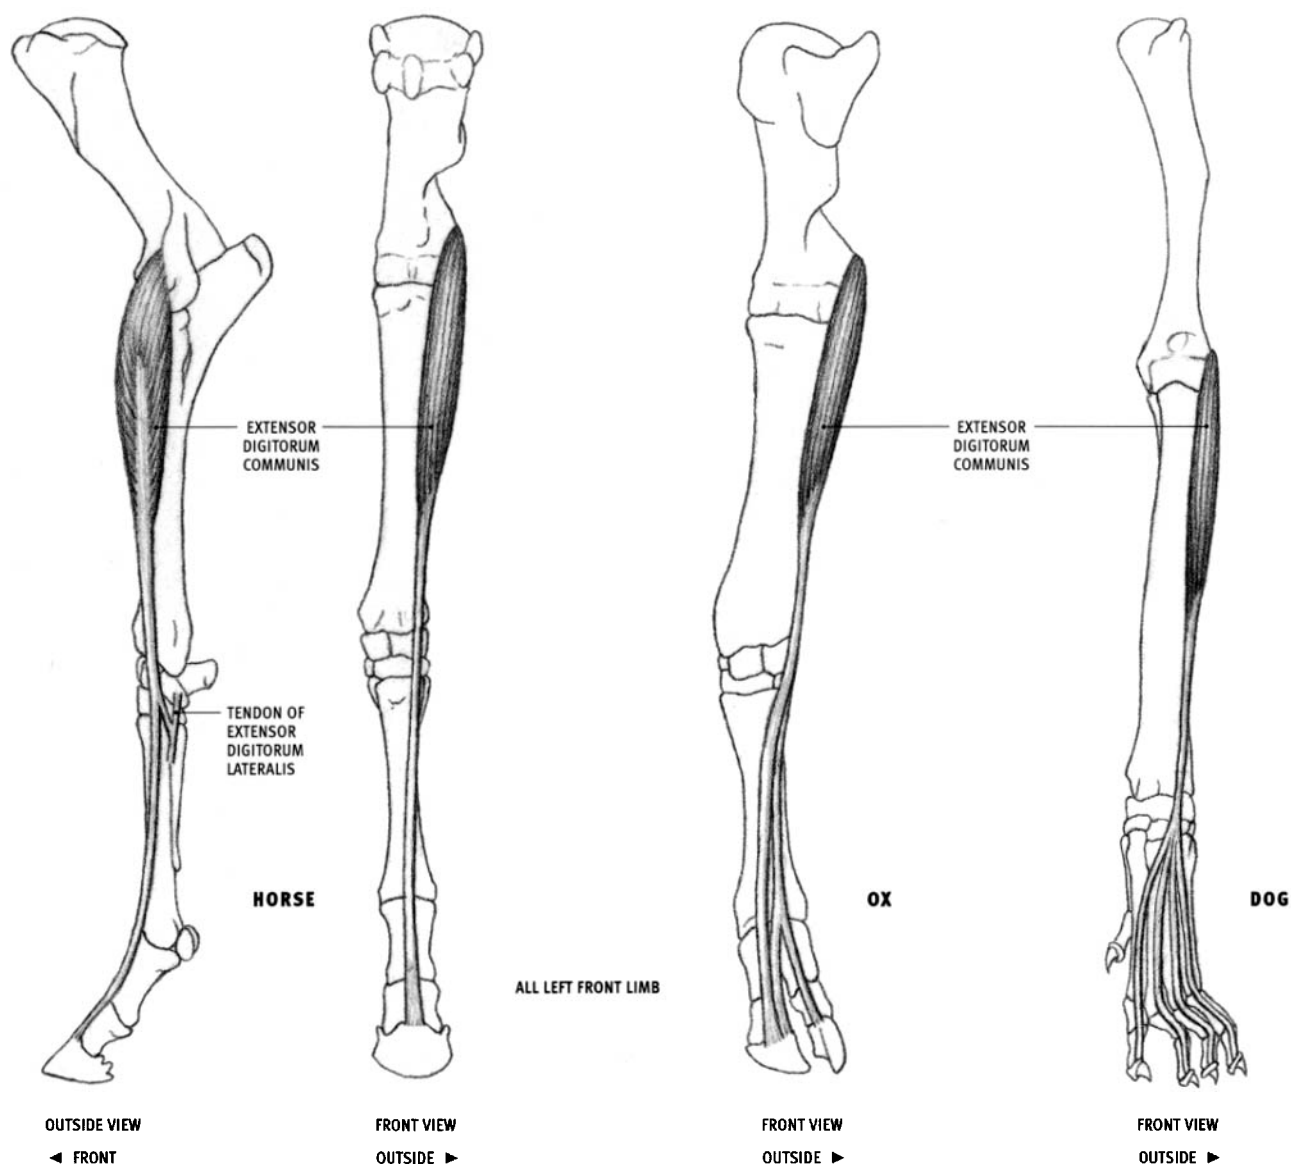 EXTENSOR
DIGITORUM
COMMUNIS
EXTENSOR
DIGITORUM
COMMUNIS
TENDON OF
EXTENSOR
DIGITORUM
LATERALIS
HORSE
OX
DOG
ALL LEFT FRONT LIMB
OUTSIDE VIEW
◄ FRONT
FRONT VIEW
OUTSIDE ►
FRONT VIEW
OUTSIDE ►
FRONT VIEW
OUTSIDE ►